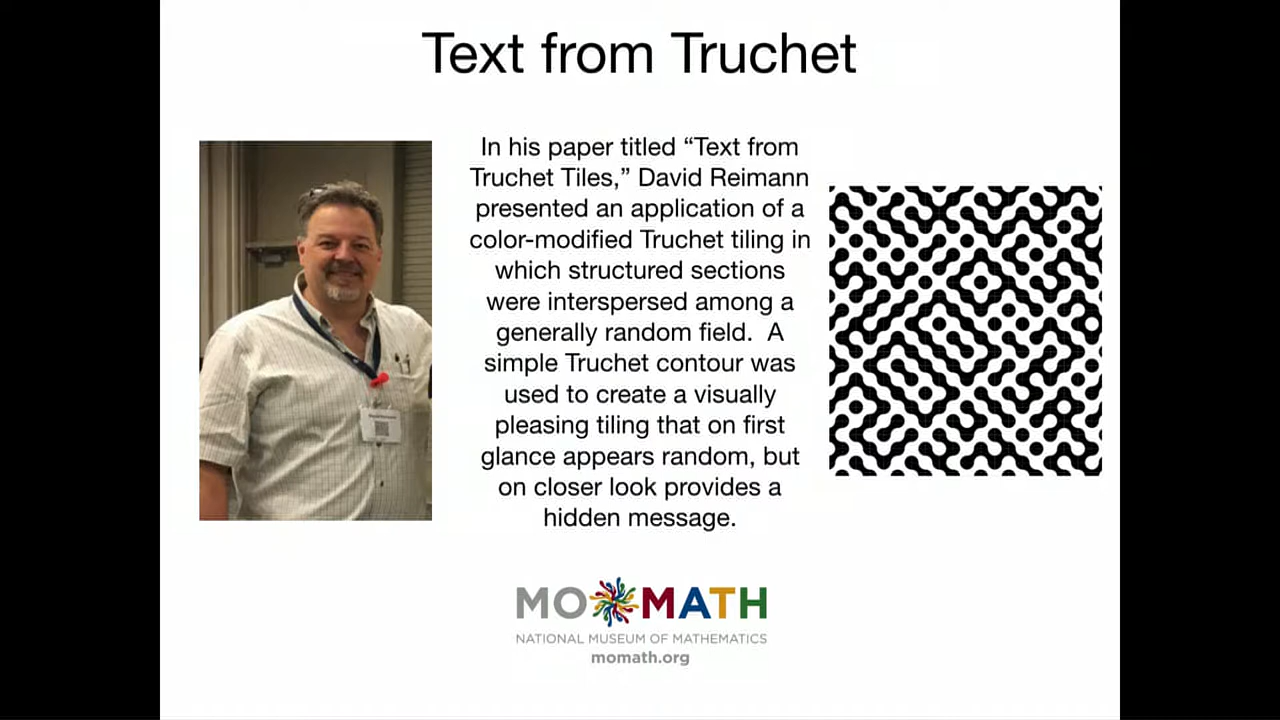 Text from Truchet
In his paper titled “Text from
Truchet Tiles,” David Reimann
presented an application of a
color-modified Truchet tiling in
which structured sections
were interspersed among a
generally random field.  A
simple Truchet contour was
used to create a visually
pleasing tiling that on first
glance appears random, but
on closer look provides a
hidden message.
MO MATH
NATIONAL MUSEUM OF MATHEMATICS
momath.org